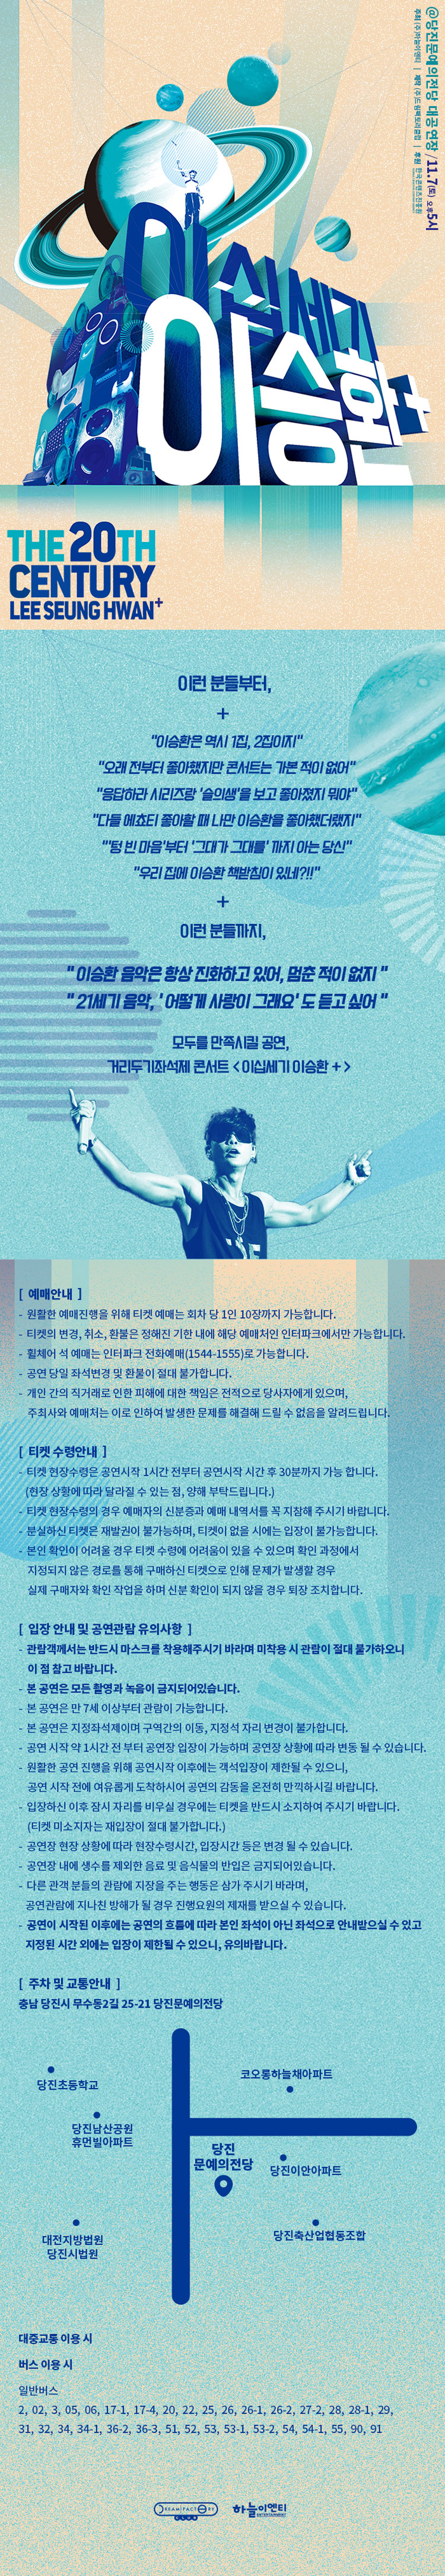 @당진문예의전당 대공연장 / 11.7(토) 오후5시
주최 (주)하늘이엔티 | 제작 (주)드림팩토리클럽 | 후원 한국콘텐츠진흥원
이십세기
이승환+
THE 20TH
CENTURY
LEE SEUNG HWAN+
이런 분들부터,
+
"이승환은 역시 1집, 2집이지"
"오래 전부터 좋아했지만 콘서트는 가본 적이 없어"
"응답하라 시리즈랑 '슬의생'을 보고 좋아졌지 뭐야"
"다들 에쵸티 좋아할 때 나만 이승환을 좋아했더랬지"
"'텅 빈 마음'부터 '그대가 그대를' 까지 아는 당신"
"우리 집에 이승환 책받침이 있네?!!"
+
이런 분들까지,
" 이승환 음악은 항상 진화하고 있어, 멈춘 적이 없지 "
" 21세기 음악, ' 어떻게 사랑이 그래요' 도 듣고 싶어 "
모두를 만족시킬 공연,
거리두기좌석제 콘서트 < 이십세기 이승환 + >
[ 예매안내 ]
- 원활한 예매진행을 위해 티켓 예매는 회차 당 1인 10장까지 가능합니다.
- 티켓의 변경, 취소, 환불은 정해진 기한 내에 해당 예매처인 인터파크에서만 가능합니다.
- 휠체어 석 예매는 인터파크 전화예매(1544-1555)로 가능합니다.
- 공연 당일 좌석변경 및 환불이 절대 불가합니다.
- 개인 간의 직거래로 인한 피해에 대한 책임은 전적으로 당사자에게 있으며,
주최사와 예매처는 이로 인하여 발생한 문제를 해결해 드릴 수 없음을 알려드립니다.
[ 티켓 수령안내 ]
- 티켓 현장수령은 공연시작 1시간 전부터 공연시작 시간 후 30분까지 가능 합니다.
(현장 상황에 따라 달라질 수 있는 점, 양해 부탁드립니다.)
- 티켓 현장수령의 경우 예매자의 신분증과 예매 내역서를 꼭 지참해 주시기 바랍니다.
- 분실하신 티켓은 재발권이 불가능하며, 티켓이 없을 시에는 입장이 불가능합니다.
- 본인 확인이 어려울 경우 티켓 수령에 어려움이 있을 수 있으며 확인 과정에서
지정되지 않은 경로를 통해 구매하신 티켓으로 인해 문제가 발생할 경우
실제 구매자와 확인 작업을 하며 신분 확인이 되지 않을 경우 퇴장 조치합니다.
[ 입장 안내 및 공연관람 유의사항 ]
- 관람객께서는 반드시 마스크를 착용해주시기 바라며 미착용 시 관람이 절대 불가하오니
이 점 참고 바랍니다.
- 본 공연은 모든 촬영과 녹음이 금지되어있습니다.
- 본 공연은 만 7세 이상부터 관람이 가능합니다.
- 본 공연은 지정좌석제이며 구역간의 이동, 지정석 자리 변경이 불가합니다.
- 공연 시작 약 1시간 전 부터 공연장 입장이 가능하며 공연장 상황에 따라 변동 될 수 있습니다.
- 원활한 공연 진행을 위해 공연시작 이후에는 객석입장이 제한될 수 있으니,
공연 시작 전에 여유롭게 도착하시어 공연의 감동을 온전히 만끽하시길 바랍니다.
- 입장하신 이후 잠시 자리를 비우실 경우에는 티켓을 반드시 소지하여 주시기 바랍니다.
(티켓 미소지자는 재입장이 절대 불가합니다.)
- 공연장 현장 상황에 따라 현장수령시간, 입장시간 등은 변경 될 수 있습니다.
- 공연장 내에 생수를 제외한 음료 및 음식물의 반입은 금지되어있습니다.
- 다른 관객 분들의 관람에 지장을 주는 행동은 삼가 주시기 바라며,
공연관람에 지나친 방해가 될 경우 진행요원의 제재를 받으실 수 있습니다.
- 공연이 시작된 이후에는 공연의 흐름에 따라 본인 좌석이 아닌 좌석으로 안내받으실 수 있고
지정된 시간 외에는 입장이 제한될 수 있으니, 유의바랍니다.
[ 주차 및 교통안내 ]
충남 당진시 무수동2길 25-21 당진문예의전당
당진초등학교
코오롱하늘채아파트
당진남산공원
휴먼빌아파트
당진
문예의전당
당진이안아파트
대전지방법원
당진시법원
당진축산업협동조합
대중교통 이용 시
버스 이용 시
일반버스
2, 02, 3, 05, 06, 17-1, 17-4, 20, 22, 25, 26, 26-1, 26-2, 27-2, 28, 28-1, 29,
31, 32, 34, 34-1, 36-2, 36-3, 51, 52, 53, 53-1, 53-2, 54, 54-1, 55, 90, 91
DREAM FACTORY
하늘이엔티
ENTERTAINMENT